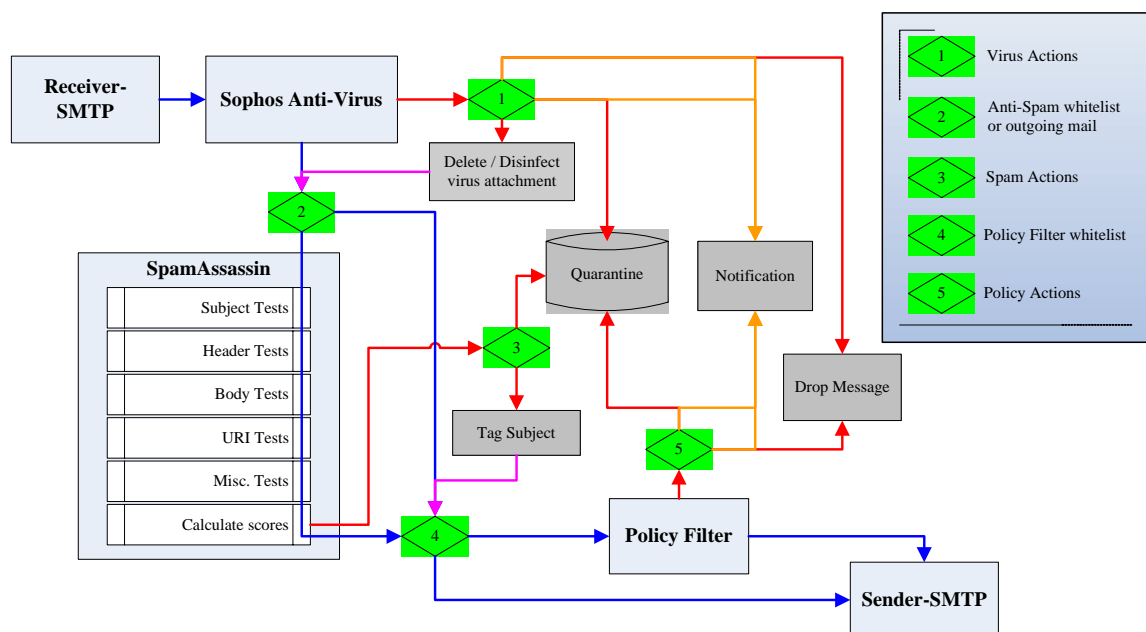 Receiver-
SMTP
Sophos Anti-Virus
1
Delete / Disinfect
virus attachment
2
SpamAssassin
Subject Tests
Header Tests
Body Tests
URI Tests
Misc. Tests
Calculate scores
3
Quarantine
Notification
Tag Subject
Drop Message
5
4
Policy Filter
Sender-SMTP
1 Virus Actions
2 Anti-Spam whitelist
or outgoing mail
3 Spam Actions
4 Policy Filter whitelist
5 Policy Actions